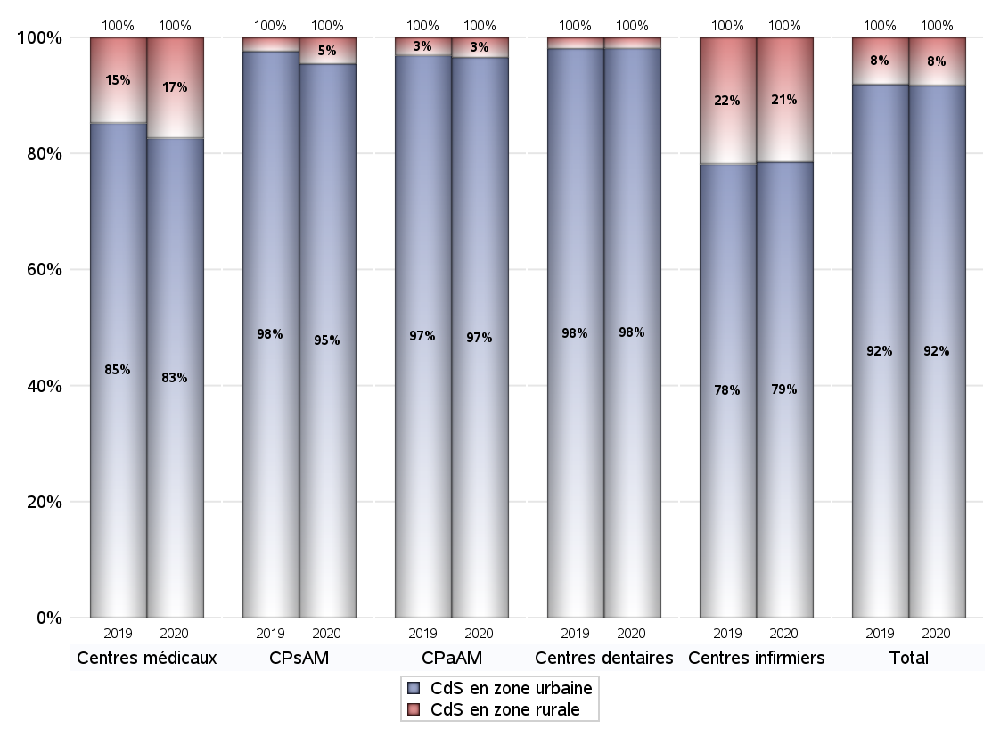 100% 100% 100% 100% 100% 100% 100% 100% 100% 100% 100% 100%
100%
3% 3%
5%
8% 8%
15%
17%
22% 21%
80%
60%
98% 95% 97% 97% 98% 98%
92% 92%
85% 83%
78% 79%
40%
20%
0%
2019 2020 2019 2020 2019 2020 2019 2020 2019 2020 2019 2020
Centres médicaux CPsAM CPaAM Centres dentaires Centres infirmiers Total
CdS en zone urbaine
CdS en zone rurale